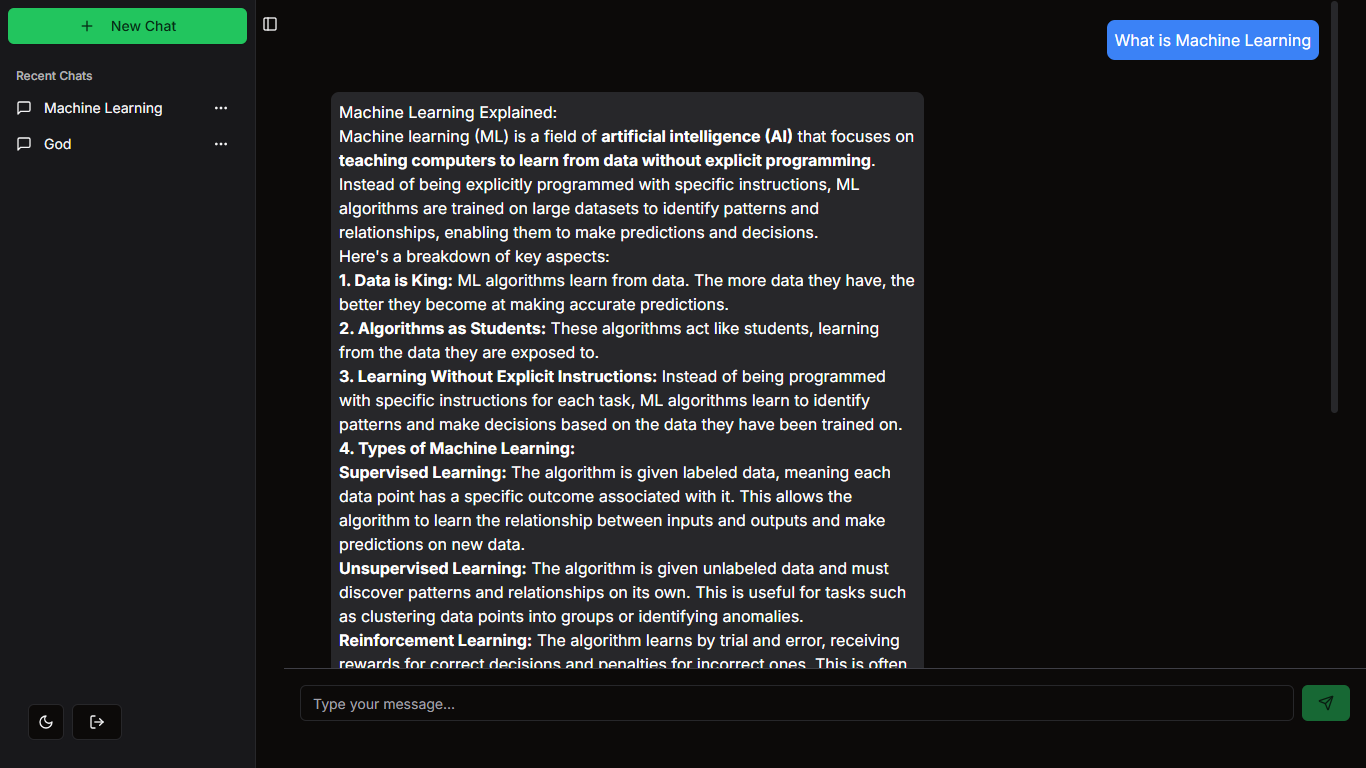 New Chat
Recent Chats
Machine Learning
God
What is Machine Learning
Machine Learning Explained:
Machine learning (ML) is a field of artificial intelligence (AI) that focuses on
teaching computers to learn from data without explicit programming.
Instead of being explicitly programmed with specific instructions, ML
algorithms are trained on large datasets to identify patterns and
relationships, enabling them to make predictions and decisions.
Here's a breakdown of key aspects:
1. Data is King: ML algorithms learn from data. The more data they have, the
better they become at making accurate predictions.
2. Algorithms as Students: These algorithms act like students, learning
from the data they are exposed to.
3. Learning Without Explicit Instructions: Instead of being programmed
with specific instructions for each task, ML algorithms learn to identify
patterns and make decisions based on the data they have been trained on.
4. Types of Machine Learning:
Supervised Learning: The algorithm is given labeled data, meaning each
data point has a specific outcome associated with it. This allows the
algorithm to learn the relationship between inputs and outputs and make
predictions on new data.
Unsupervised Learning: The algorithm is given unlabeled data and must
discover patterns and relationships on its own. This is useful for tasks such
as clustering data points into groups or identifying anomalies.
Reinforcement Learning: The algorithm learns by trial and error, receiving
rewards for correct decisions and penalties for incorrect ones. This is often
Type your message...